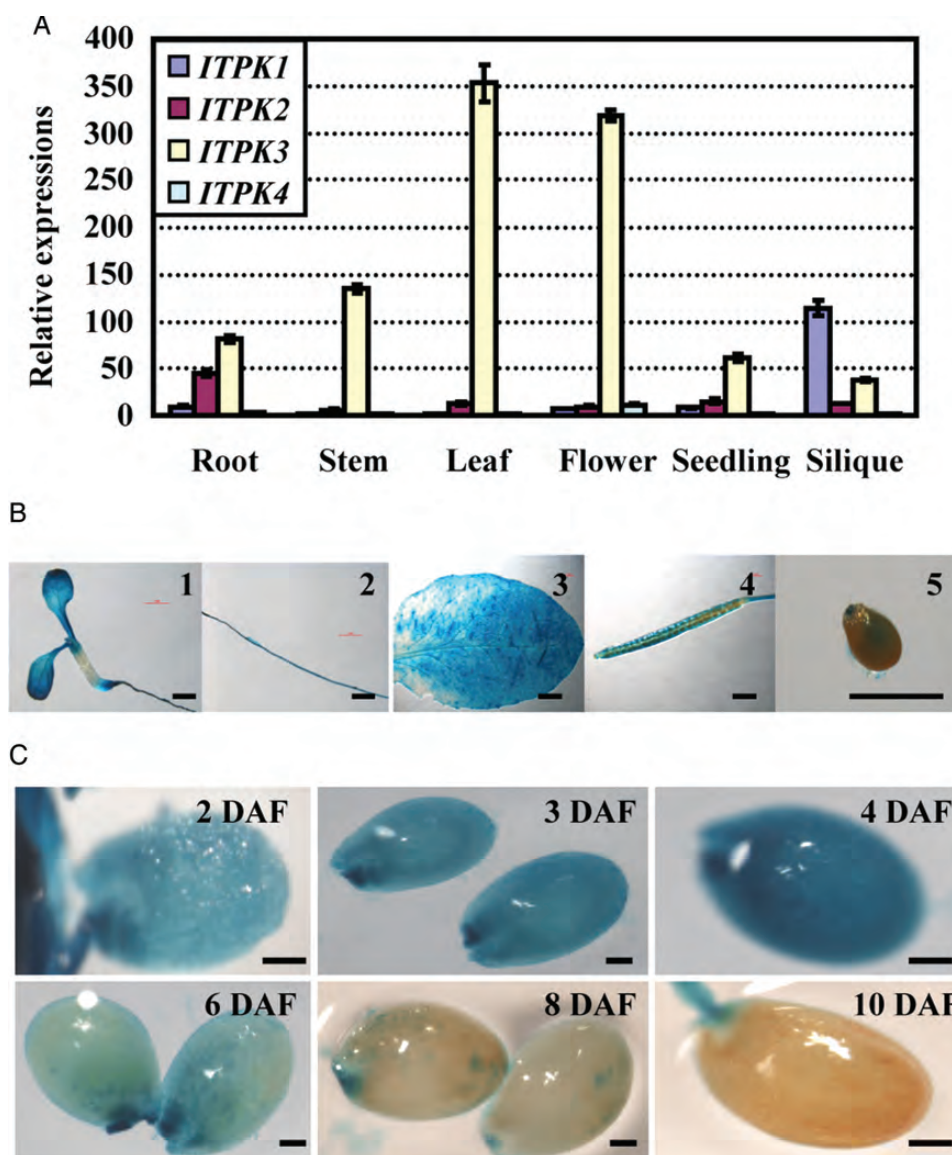 A
Relative expressions
400
350
300
250
200
150
100
50
0
ITPK1
ITPK2
ITPK3
ITPK4
Root Stem Leaf Flower Seedling Silique
B
1 2 3 4 5
C
2 DAF 3 DAF 4 DAF
6 DAF 8 DAF 10 DAF